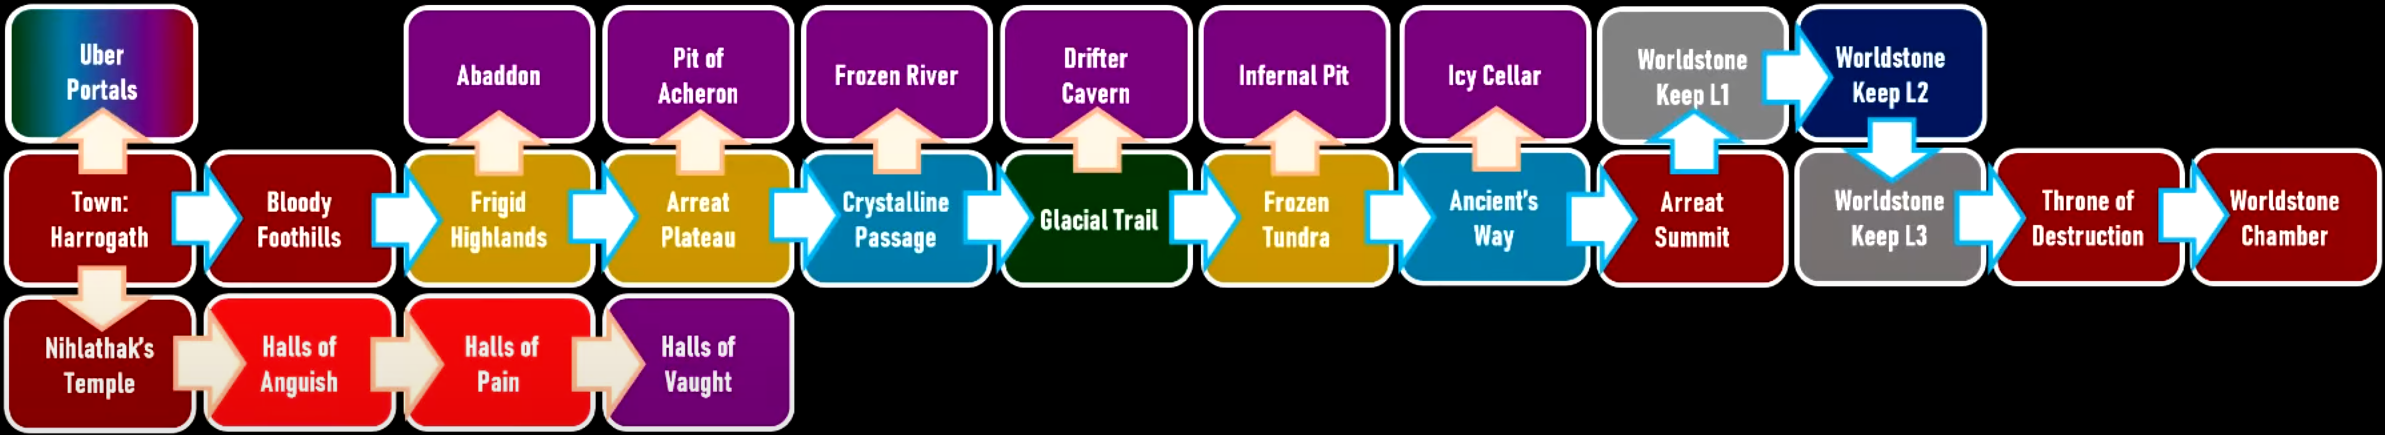 Uber
Portals
Abaddon
Pit of
Acheron
Frozen River
Drifter
Cavern
Infernal Pit
Icy Cellar
Worldstone
Keep L1
Worldstone
Keep L2
Town:
Harrogath
Bloody
Foothills
Frigid
Highlands
Arreat
Plateau
Crystalline
Passage
Glacial Trail
Frozen
Tundra
Ancient's
Way
Arreat
Summit
Worldstone
Keep L3
Throne of
Destruction
Worldstone
Chamber
Nihlathak's
Temple
Halls of
Anguish
Halls of
Pain
Halls of
Vaught